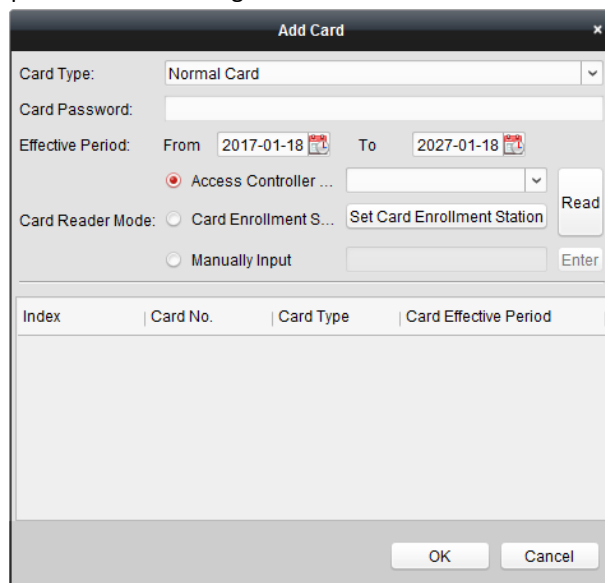 Add Card ×
Card Type: Normal Card
Card Password:
Effective Period: From 2017-01-18 To 2027-01-18
Access Controller ...
Read
Card Reader Mode: Card Enrollment S... Set Card Enrollment Station
Manually Input Enter
Index Card No. Card Type Card Effective Period
OK Cancel